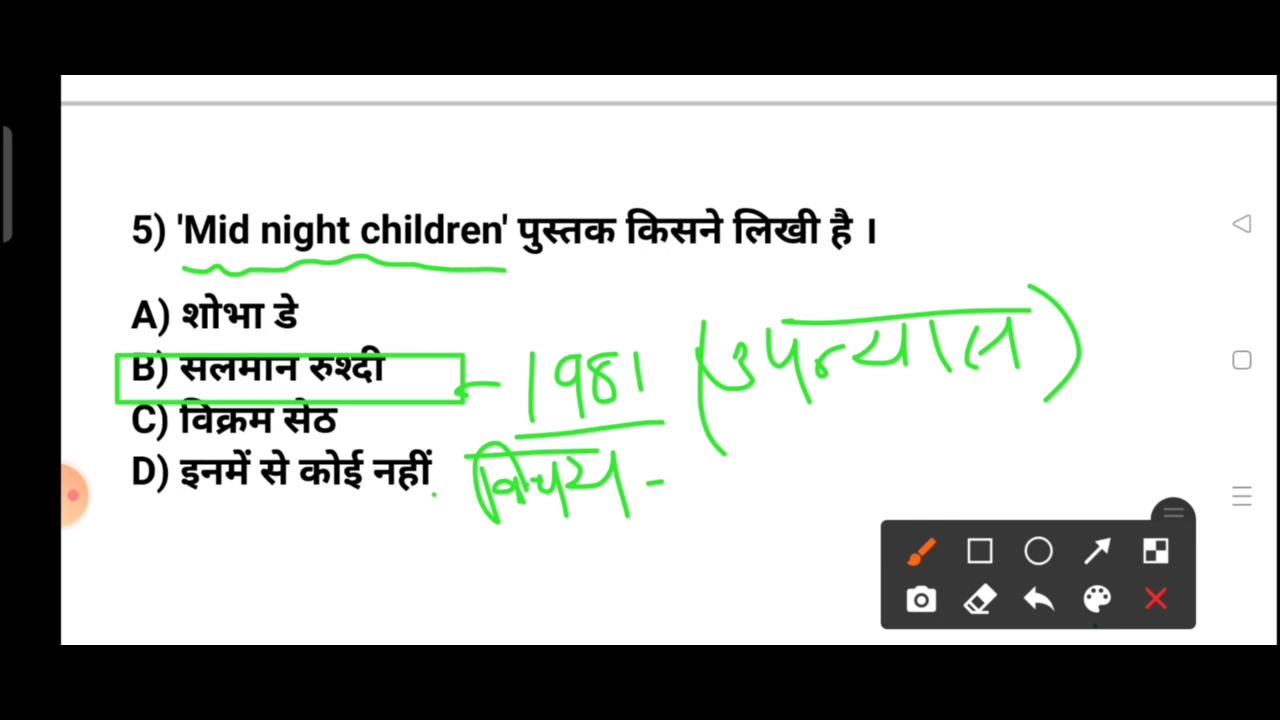 5) 'Mid night children' पुस्तक किसने लिखी है ।
A) शोभा डे
B) सलमान रुश्दी
1981 (उपन्यास)
C) विक्रम सेठ
D) इनमें से कोई नहीं
विषय -